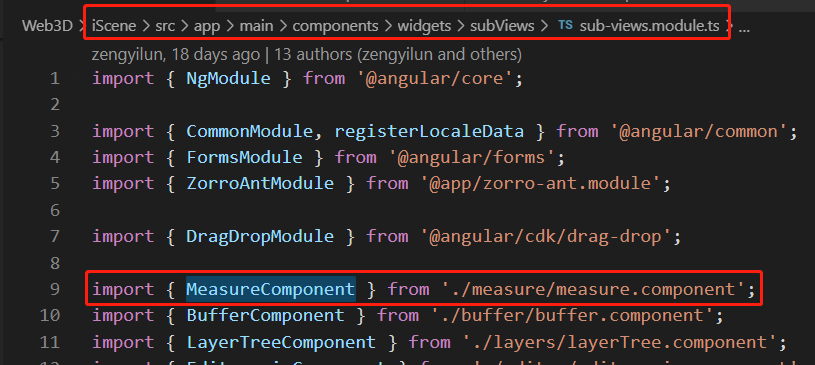 Web3D > iScene > src > app > main > components > widgets > subViews > TS sub-views.module.ts > ...
zengyilun, 18 days ago | 13 authors (zengyilun and others)
1 import { NgModule } from '@angular/core';
2
3 import { CommonModule, registerLocaleData } from '@angular/common';
4 import { FormsModule } from '@angular/forms';
5 import { ZorroAntModule } from '@app/zorro-ant.module';
6
7 import { DragDropModule } from '@angular/cdk/drag-drop';
8
9 import { MeasureComponent } from './measure/measure.component';
10 import { BufferComponent } from './buffer/buffer.component';
11 import { LayerTreeComponent } from './layers/layerTree.component';